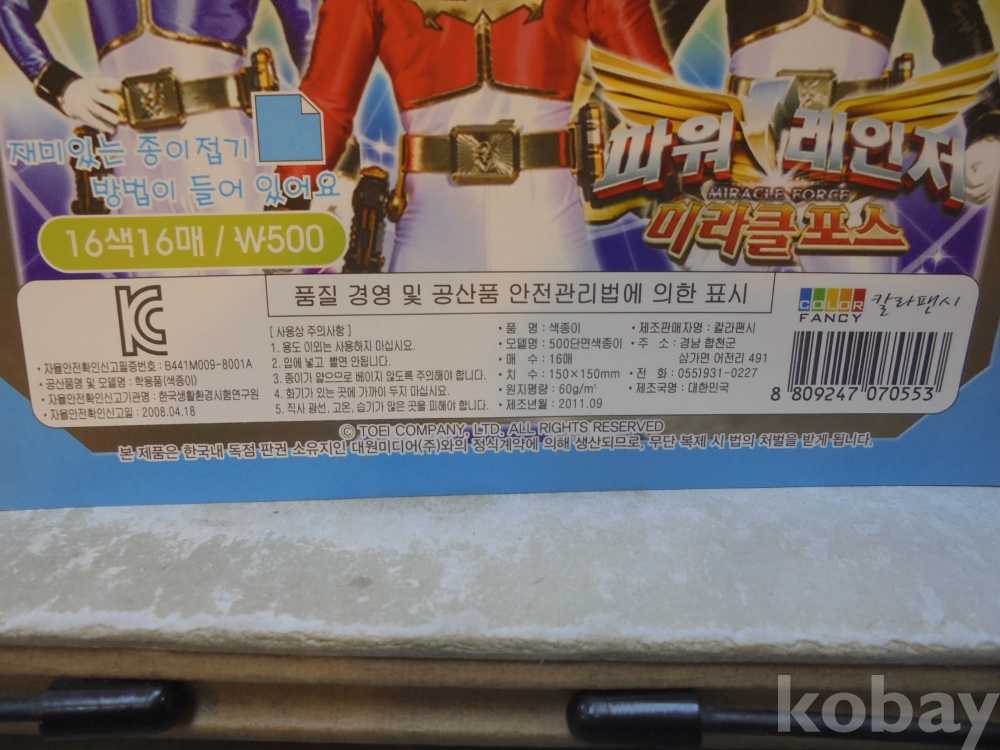 재미있는 종이접기
방법이 들어 있어요
16색16매 / ₩500
파워 레인저
MIRACLE FORCE
미라클 포스
품질 경영 및 공산품 안전관리법에 의한 표시
• 자율안전확인신고필증번호 : B441M009-8001A
• 공산품명 및 모델명 : 학용품(색종이)
• 자율안전확인신고기관명 : 한국생활환경시험연구원
• 자율안전확인신고일 : 2008.04.18
[ 사용상 주의사항 ]
1. 용도 이외는 사용하지 마십시요.
2. 입에 넣고 빨면 안됩니다.
3. 종이가 얇으므로 베이지 않도록 주의해야 합니다.
4. 화기가 있는 곳에 가까이 두지 마십시요.
5. 직사 광선, 고온, 습기가 많은 곳을 피해야 합니다.
• 품 명 : 색종이
• 모델명 : 500단면색종이
• 매 수 : 16매
• 치 수 : 150×150mm
• 원지평량 : 60g/㎡
• 제조년월 : 2011.09
• 제조판매자명 : 칼라팬시
• 주 소 : 경남 합천군
삼가면 어전리 491
• 전 화 : 055)931-0227
• 제조국명 : 대한민국
COLOR
FANCY
칼라팬시
8 809247 070553
© TOEI COMPANY, LTD, ALL RIGHTS RESERVED
본 제품은 한국내 독점 판권 소유지인 대원미디어(주)와의 정식계약에 의해 생산되므로, 무단 복제 시 법의 처벌을 받게 됩니다.
kobay